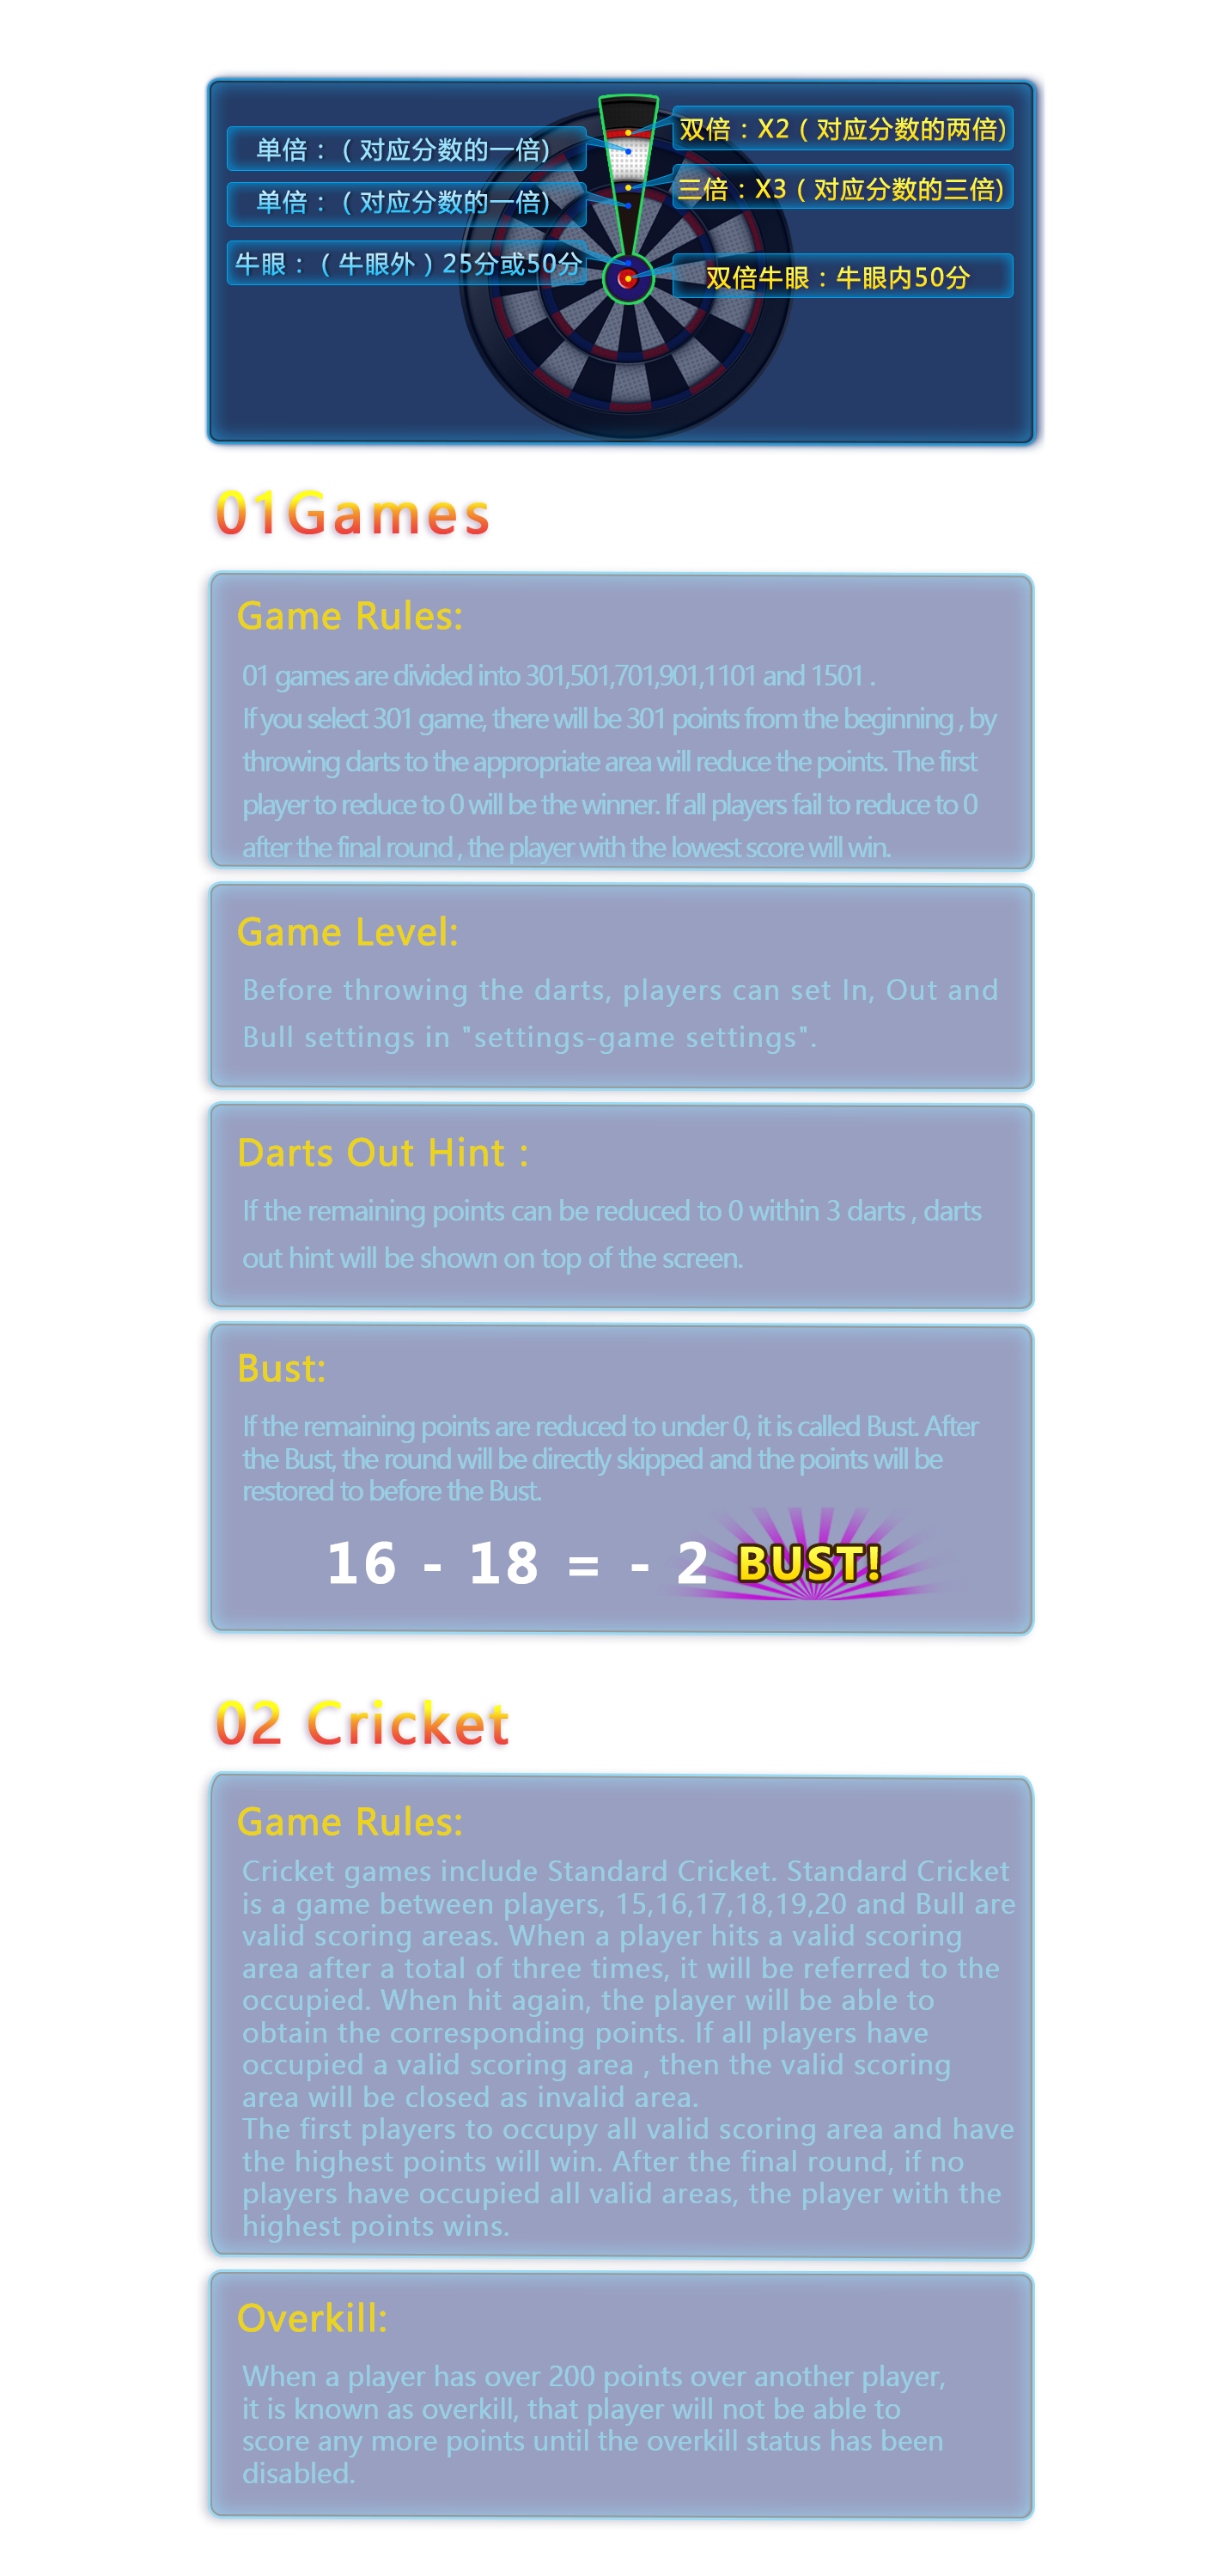 单倍：（对应分数的一倍）
双倍：X2（对应分数的两倍）
单倍：（对应分数的一倍）
三倍：X3（对应分数的三倍）
牛眼：（牛眼外）25分或50分
双倍牛眼：牛眼内50分
01Games
Game Rules:
01 games are divided into 301,501,701,901,1101 and 1501 .
If you select 301 game, there will be 301 points from the beginning , by
throwing darts to the appropriate area will reduce the points. The first
player to reduce to 0 will be the winner. If all players fail to reduce to 0
after the final round , the player with the lowest score will win.
Game Level:
Before throwing the darts, players can set In, Out and
Bull settings in "settings-game settings".
Darts Out Hint :
If the remaining points can be reduced to 0 within 3 darts , darts
out hint will be shown on top of the screen.
Bust:
If the remaining points are reduced to under 0, it is called Bust. After
the Bust, the round will be directly skipped and the points will be
restored to before the Bust.
16 - 18 = - 2 BUST!
02 Cricket
Game Rules:
Cricket games include Standard Cricket. Standard Cricket
is a game between players, 15,16,17,18,19,20 and Bull are
valid scoring areas. When a player hits a valid scoring
area after a total of three times, it will be referred to the
occupied. When hit again, the player will be able to
obtain the corresponding points. If all players have
occupied a valid scoring area , then the valid scoring
area will be closed as invalid area.
The first players to occupy all valid scoring area and have
the highest points will win. After the final round, if no
players have occupied all valid areas, the player with the
highest points wins.
Overkill:
When a player has over 200 points over another player,
it is known as overkill, that player will not be able to
score any more points until the overkill status has been
disabled.